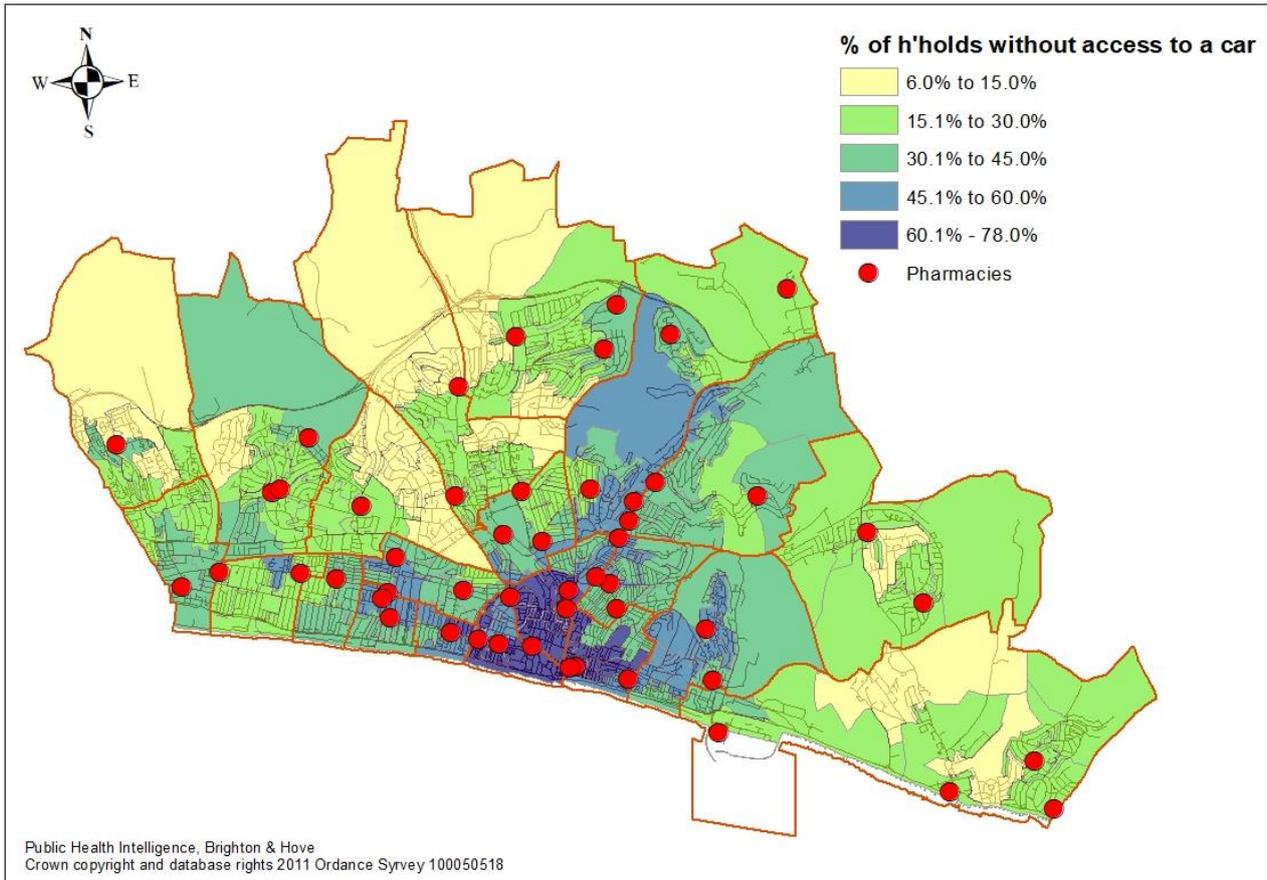 N
W E
S
% of h'holds without access to a car
6.0% to 15.0%
15.1% to 30.0%
30.1% to 45.0%
45.1% to 60.0%
60.1% - 78.0%
Pharmacies
Public Health Intelligence, Brighton & Hove
Crown copyright and database rights 2011 Ordance Syrvey 100050518